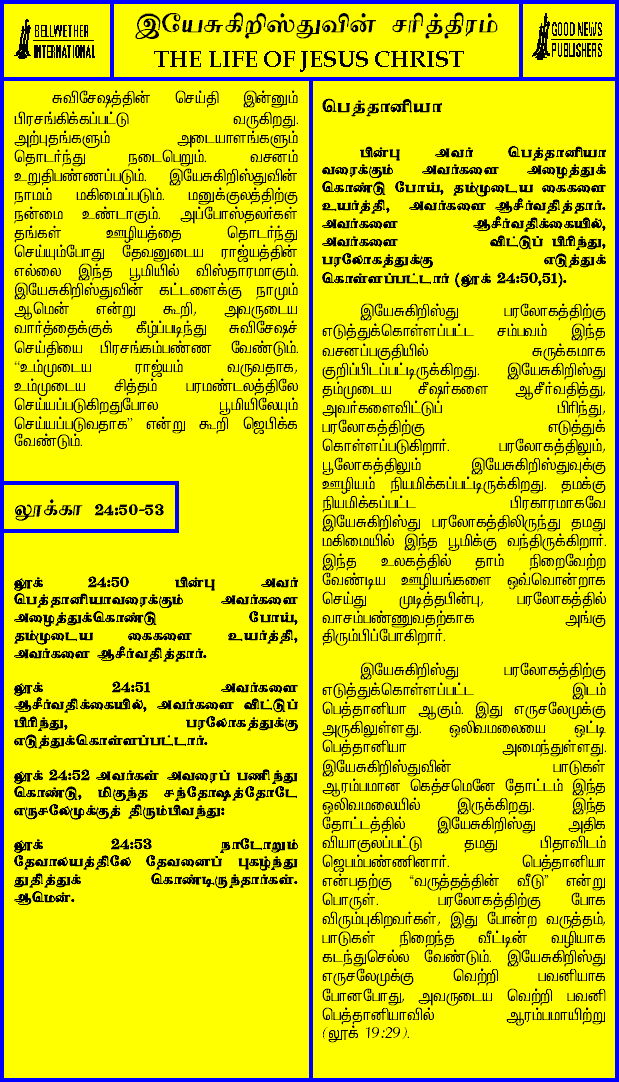 BELLWETHER
INTERNATIONAL
இயேசுகிறிஸ்துவின் சரித்திரம்
THE LIFE OF JESUS CHRIST
GOOD NEWS
PUBLISHERS
சுவிசேஷத்தின் செய்தி இன்னும்
பிரசங்கிக்கப்பட்டு வருகிறது.
அற்புதங்களும் அடையாளங்களும்
தொடர்ந்து நடைபெறும். வசனம்
உறுதிபண்ணப்படும். இயேசுகிறிஸ்துவின்
நாமம் மகிமைப்படும். மனுக்குலத்திற்கு
நன்மை உண்டாகும். அப்போஸ்தலர்கள்
தங்கள் ஊழியத்தை தொடர்ந்து
செய்யும்போது தேவனுடைய ராஜ்யத்தின்
எல்லை இந்த பூமியில் விஸ்தாரமாகும்.
இயேசுகிறிஸ்துவின் கட்டளைக்கு நாமும்
ஆமென் என்று கூறி, அவருடைய
வார்த்தைக்குக் கீழ்ப்படிந்து சுவிசேஷச்
செய்தியை பிரசங்கம்பண்ண வேண்டும்.
“உம்முடைய ராஜ்யம் வருவதாக,
உம்முடைய சித்தம் பரமண்டலத்திலே
செய்யப்படுகிறதுபோல பூமியிலேயும்
செய்யப்படுவதாக” என்று கூறி ஜெபிக்க
வேண்டும்.
லூக்கா 24:50-53
லூக் 24:50 பின்பு அவர்
பெத்தானியாவரைக்கும் அவர்களை
அழைத்துக்கொண்டு போய்,
தம்முடைய கைகளை உயர்த்தி,
அவர்களை ஆசீர்வதித்தார்.
லூக் 24:51 அவர்களை
ஆசீர்வதிக்கையில், அவர்களை விட்டுப்
பிரிந்து, பரலோகத்துக்கு
எடுத்துக்கொள்ளப்பட்டார்.
லூக் 24:52 அவர்கள் அவரைப் பணிந்து
கொண்டு, மிகுந்த சந்தோஷத்தோடே
எருசலேமுக்குத் திரும்பிவந்து:
லூக் 24:53 நாடோறும்
தேவாலயத்திலே தேவனைப் புகழ்ந்து
துதித்துக் கொண்டிருந்தார்கள்.
ஆமென்.
பெத்தானியா
பின்பு அவர் பெத்தானியா
வரைக்கும் அவர்களை அழைத்துக்
கொண்டு போய், தம்முடைய கைகளை
உயர்த்தி, அவர்களை ஆசீர்வதித்தார்.
அவர்களை ஆசீர்வதிக்கையில்,
அவர்களை விட்டுப் பிரிந்து,
பரலோகத்துக்கு எடுத்துக்
கொள்ளப்பட்டார் (லூக் 24:50,51).
இயேசுகிறிஸ்து பரலோகத்திற்கு
எடுத்துக்கொள்ளப்பட்ட சம்பவம் இந்த
வசனப்பகுதியில் சுருக்கமாக
குறிப்பிடப்பட்டிருக்கிறது. இயேசுகிறிஸ்து
தம்முடைய சீஷர்களை ஆசீர்வதித்து,
அவர்களைவிட்டுப் பிரிந்து,
பரலோகத்திற்கு எடுத்துக்
கொள்ளப்படுகிறார். பரலோகத்திலும்,
பூலோகத்திலும் இயேசுகிறிஸ்துவுக்கு
ஊழியம் நியமிக்கப்பட்டிருக்கிறது. தமக்கு
நியமிக்கப்பட்ட பிரகாரமாகவே
இயேசுகிறிஸ்து பரலோகத்திலிருந்து தமது
மகிமையில் இந்த பூமிக்கு வந்திருக்கிறார்.
இந்த உலகத்தில் தாம் நிறைவேற்ற
வேண்டிய ஊழியங்களை ஒவ்வொன்றாக
செய்து முடித்தபின்பு, பரலோகத்தில்
வாசம்பண்ணுவதற்காக அங்கு
திரும்பிப்போகிறார்.
இயேசுகிறிஸ்து பரலோகத்திற்கு
எடுத்துக்கொள்ளப்பட்ட இடம்
பெத்தானியா ஆகும். இது எருசலேமுக்கு
அருகிலுள்ளது. ஒலிவமலையை ஒட்டி
பெத்தானியா அமைந்துள்ளது.
இயேசுகிறிஸ்துவின் பாடுகள்
ஆரம்பமான கெத்சமெனே தோட்டம் இந்த
ஒலிவமலையில் இருக்கிறது. இந்த
தோட்டத்தில் இயேசுகிறிஸ்து அதிக
வியாகுலப்பட்டு தமது பிதாவிடம்
ஜெபம்பண்ணினார். பெத்தானியா
என்பதற்கு “வருத்தத்தின் வீடு” என்று
பொருள். பரலோகத்திற்கு போக
விரும்புகிறவர்கள், இது போன்ற வருத்தம்,
பாடுகள் நிறைந்த வீட்டின் வழியாக
கடந்துசெல்ல வேண்டும். இயேசுகிறிஸ்து
எருசலேமுக்கு வெற்றி பவனியாக
போனபோது, அவருடைய வெற்றி பவனி
பெத்தானியாவில் ஆரம்பமாயிற்று
(லூக் 19:29).